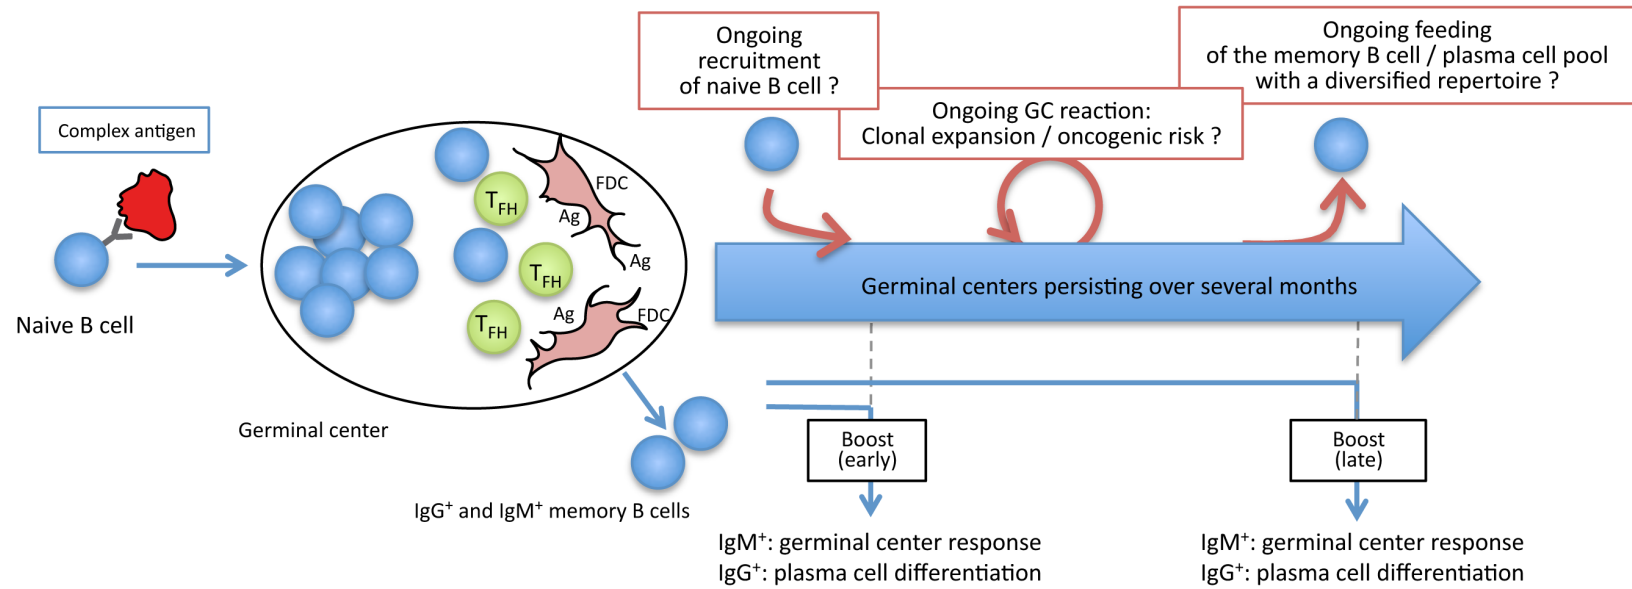 Complex antigen
Naive B cell
T_FH
T_FH
T_FH
FDC
Ag
Ag
Ag
FDC
Germinal center
IgG⁺ and IgM⁺ memory B cells
Ongoing
recruitment
of naive B cell ?
Ongoing GC reaction:
Clonal expansion / oncogenic risk ?
Ongoing feeding
of the memory B cell / plasma cell pool
with a diversified repertoire ?
Germinal centers persisting over several months
Boost
(early)
IgM⁺: germinal center response
IgG⁺: plasma cell differentiation
Boost
(late)
IgM⁺: germinal center response
IgG⁺: plasma cell differentiation